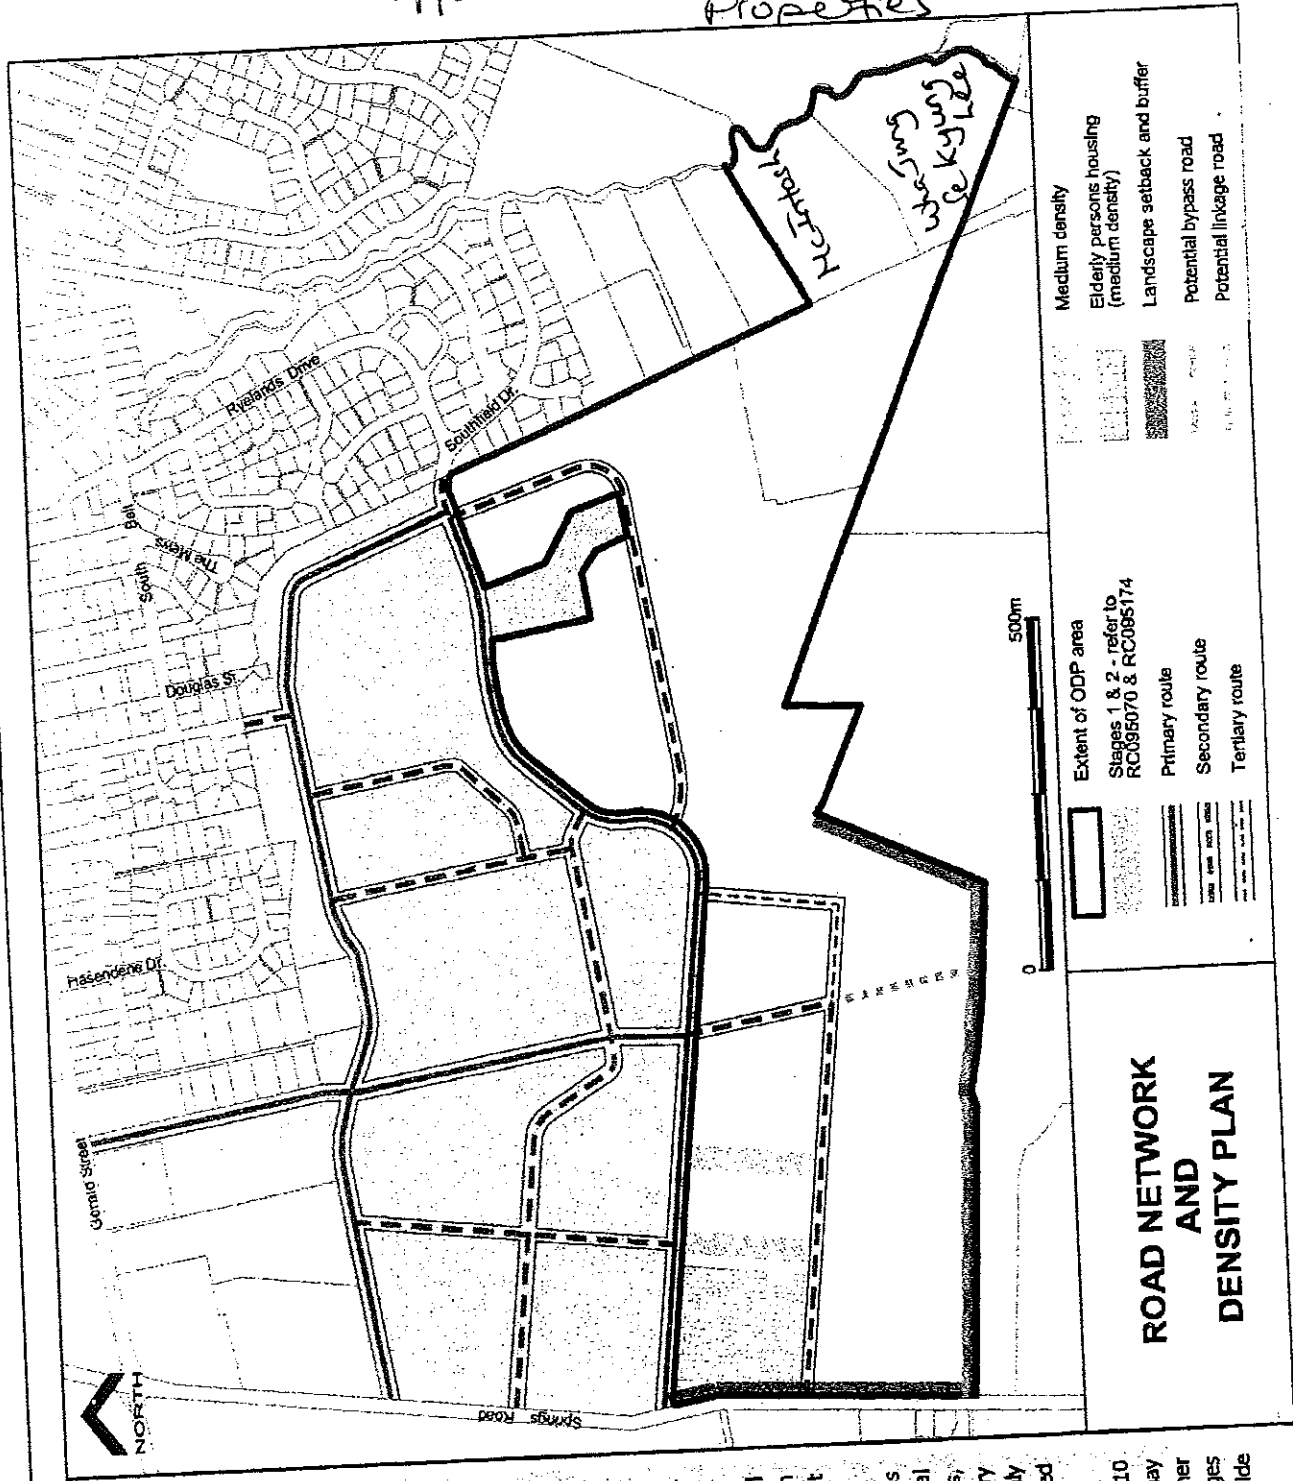 Properties
McIntosh
Lee
Ryelands Drive
Southfield Dr.
Bell
The Mews
South
Douglas St
Hasendene Dr.
Gerald Street
Springs Road
NORTH
0
500m
Extent of ODP area
Stages 1 & 2 - refer to
RC095070 & RC095174
Primary route
Secondary route
Tertiary route
Medium density
Elderly persons housing
(medium density)
Landscape setback and buffer
Potential bypass road
Potential linkage road
ROAD NETWORK
AND
DENSITY PLAN